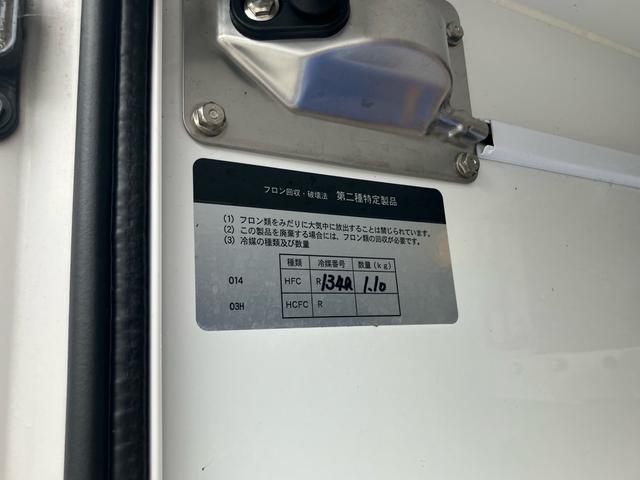 フロン回収・破壊法 第二種特定製品
(1) フロン類をみだりに大気中に放出することは禁じられています。
(2) この製品を廃棄する場合には、フロン類の回収が必要です。
(3) 冷媒の種類及び数量
種類 冷媒番号 数量(kg)
014 HFC R 134a 1.10
03H HCFC R